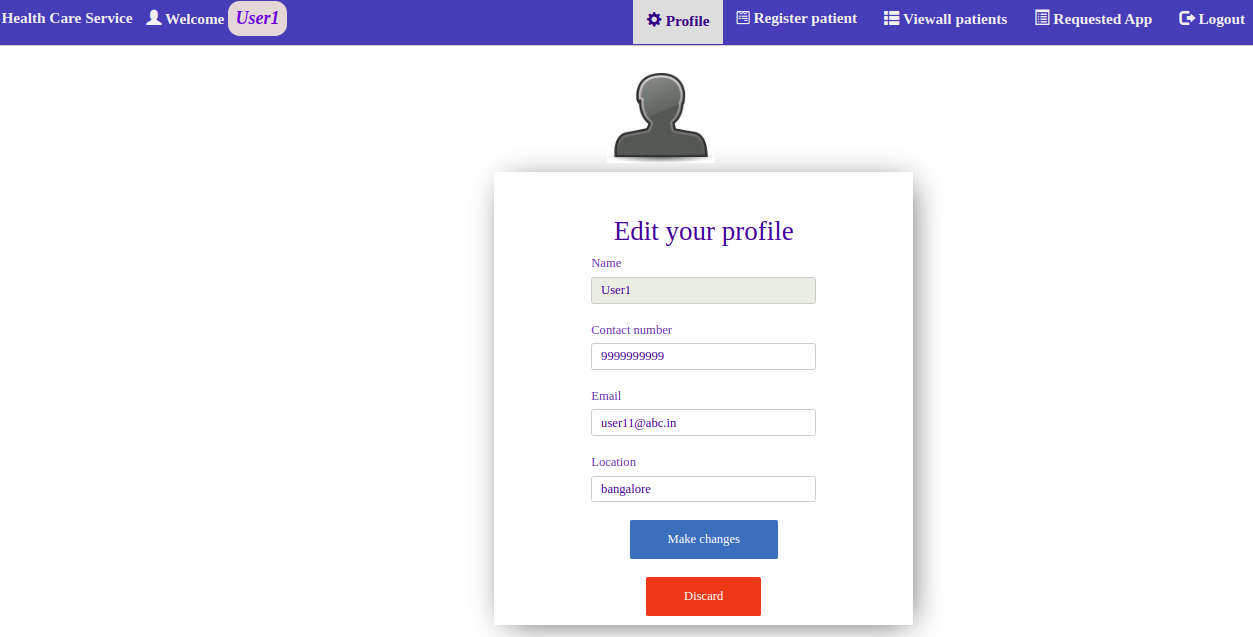 Health Care Service Welcome User1 Profile Register patient Viewall patients Requested App Logout
Edit your profile
Name
User1
Contact number
9999999999
Email
user11@abc.in
Location
bangalore
Make changes
Discard